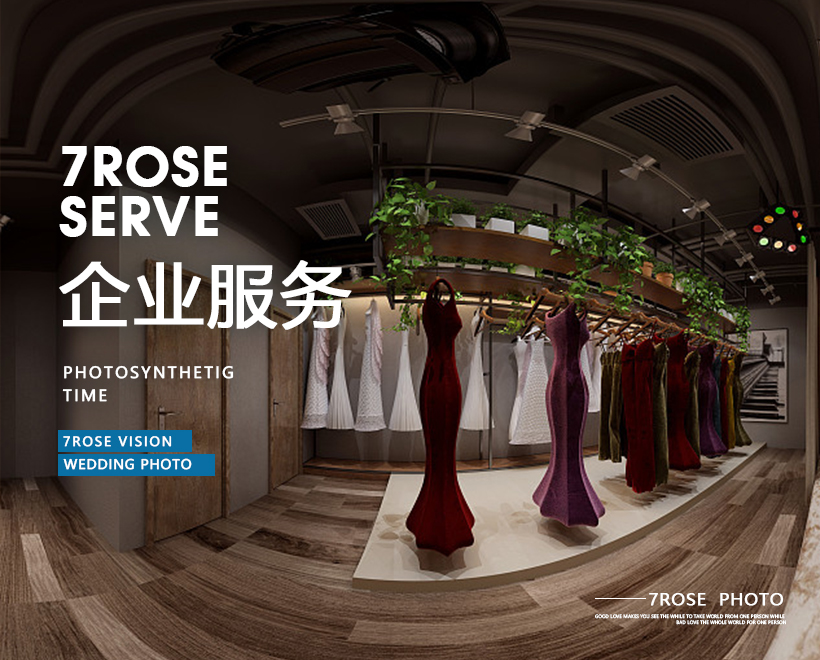 7ROSE
SERVE
企业服务
PHOTOSYNTHETIG
TIME
7ROSE VISION
WEDDING PHOTO
7ROSE PHOTO
GOOD LOVE MAKES YOU SEE THE WHILE TO TAKE WORLD FROM ONE PERSON WHILE
BAD LOVE THE WHOLE WORLD FOR ONE PERSON